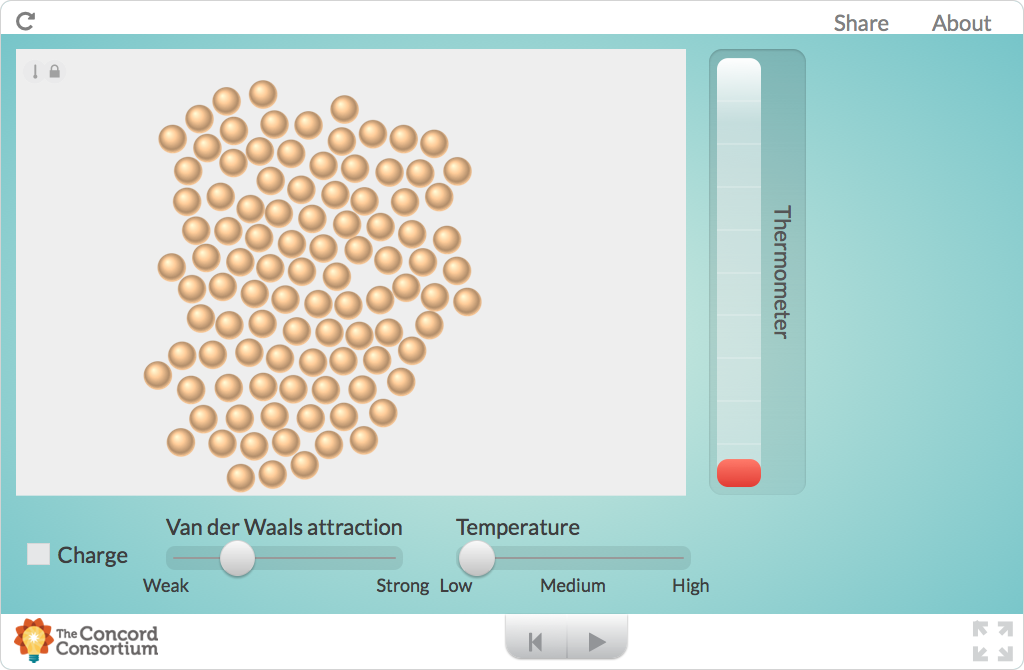 Share About
Thermometer
Van der Waals attraction Temperature
Charge
Weak Strong Low Medium High
The Concord
Consortium